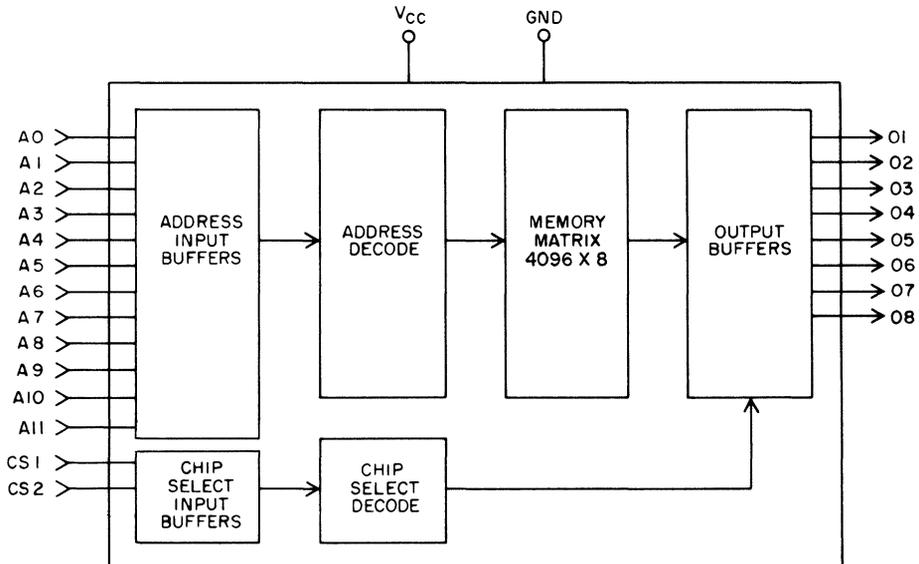 VCC
GND
A0
A1
A2
A3
A4
A5
A6
A7
A8
A9
A10
A11
CS1
CS2
ADDRESS
INPUT
BUFFERS
CHIP
SELECT
INPUT
BUFFERS
ADDRESS
DECODE
CHIP
SELECT
DECODE
MEMORY
MATRIX
4096 X 8
OUTPUT
BUFFERS
O1
O2
O3
O4
O5
O6
O7
O8